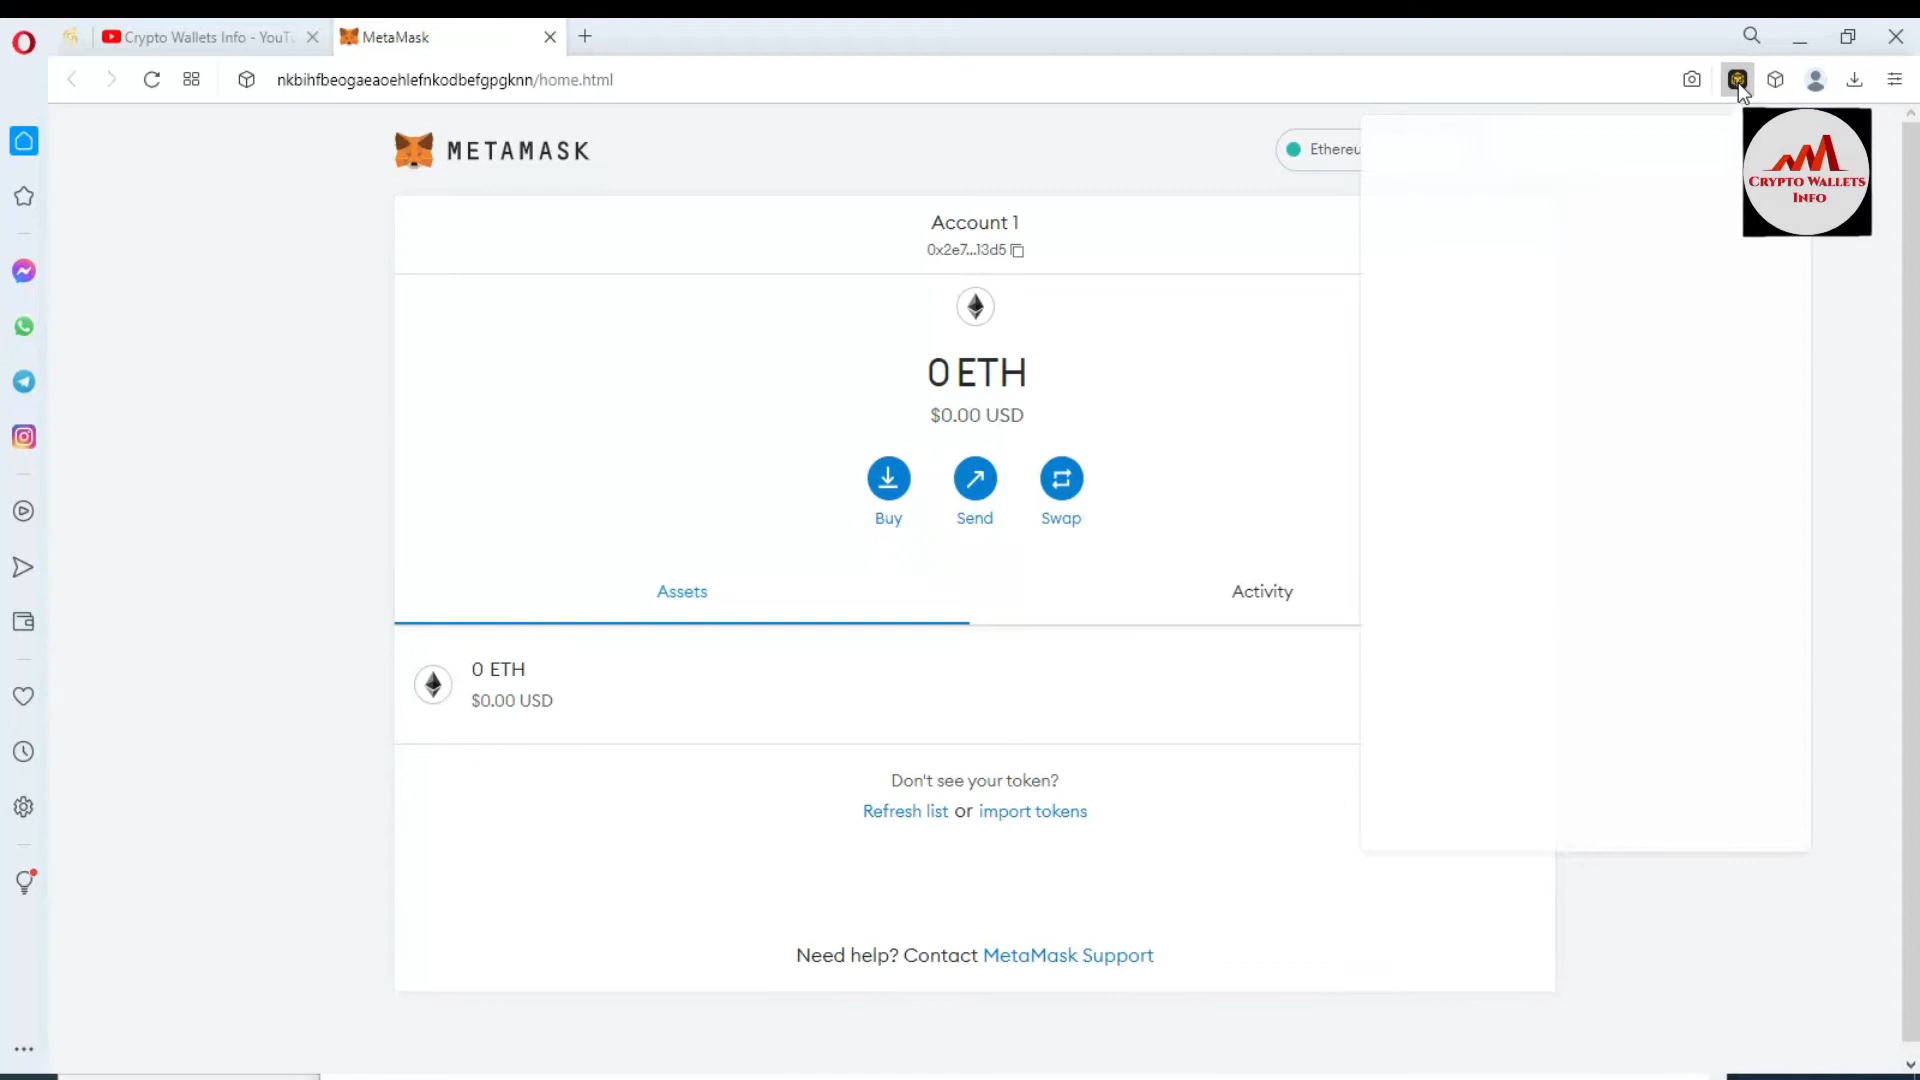 Crypto Wallets Info - YouT
MetaMask
nkbihfbeogaeaoehlefnkodbefgpgknn/home.html
METAMASK
Ethereu
CRYPTO WALLETS
INFO
Account 1
0x2e7...13d5
0 ETH
$0.00 USD
Buy
Send
Swap
Assets
Activity
0 ETH
$0.00 USD
Don't see your token?
Refresh list or import tokens
Need help? Contact MetaMask Support